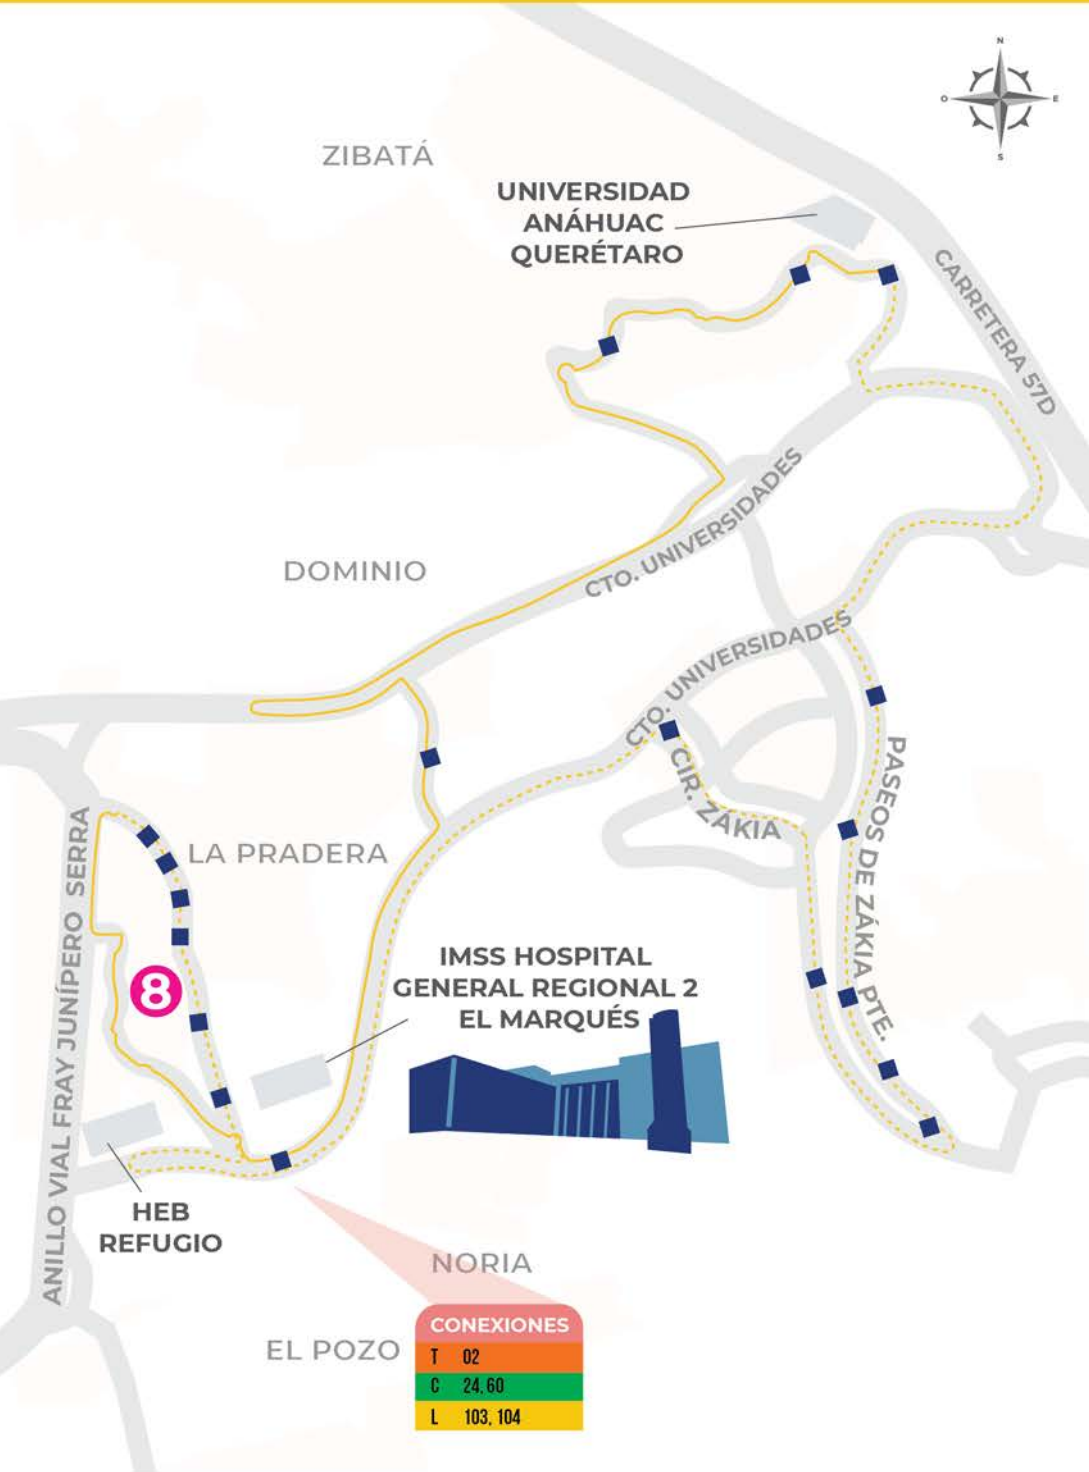 N
O
E
S
ZIBATÁ
UNIVERSIDAD
ANÁHUAC
QUERÉTARO
CARRETERA 57D
CTO. UNIVERSIDADES
DOMINIO
CTO. UNIVERSIDADES
CIR. ZÁKIA
PASEOS DE ZÁKIA PTE.
LA PRADERA
ANILLO VIAL FRAY JUNÍPERO SERRA
8
IMSS HOSPITAL
GENERAL REGIONAL 2
EL MARQUÉS
HEB
REFUGIO
NORIA
EL POZO
CONEXIONES
T 02
C 24, 60
L 103, 104